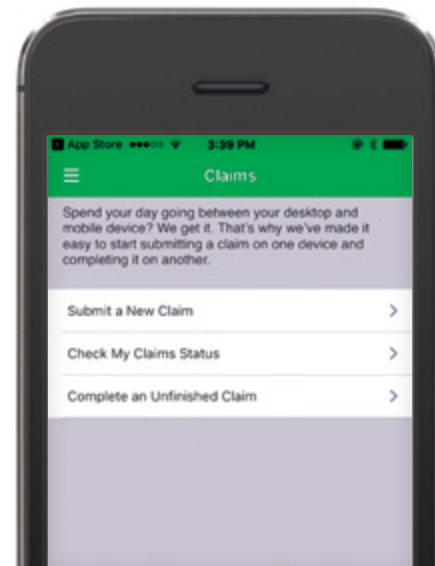 App Store 3:39 PM
Claims
Spend your day going between your desktop and
mobile device? We get it. That's why we've made it
easy to start submitting a claim on one device and
completing it on another.
Submit a New Claim
Check My Claims Status
Complete an Unfinished Claim